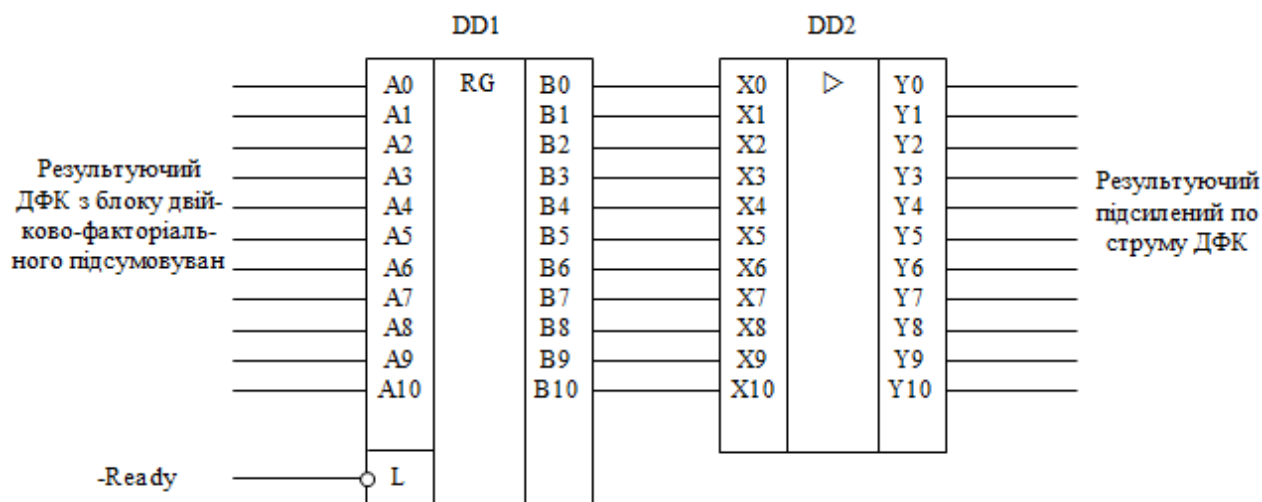 DD1 DD2
A0 RG B0 X0 ▷ Y0
A1 B1 X1 Y1
A2 B2 X2 Y2
A3 B3 X3 Y3
A4 B4 X4 Y4
A5 B5 X5 Y5
A6 B6 X6 Y6
A7 B7 X7 Y7
A8 B8 X8 Y8
A9 B9 X9 Y9
A10 B10 X10 Y10
Результуючий
ДФК з блоку двій-
ково-факторіаль-
ного підсумовуван
Результуючий
підсилений по
струму ДФК
-Ready L